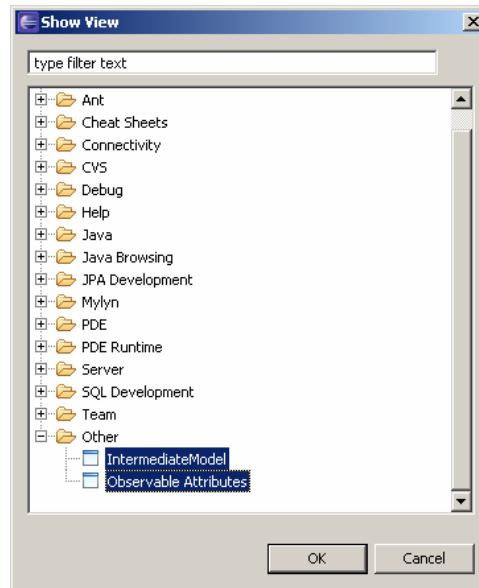 Show View
type filter text
Ant
Cheat Sheets
Connectivity
CVS
Debug
Help
Java
Java Browsing
JPA Development
Mylyn
PDE
PDE Runtime
Server
SQL Development
Team
Other
IntermediateModel
Observable Attributes
OK Cancel